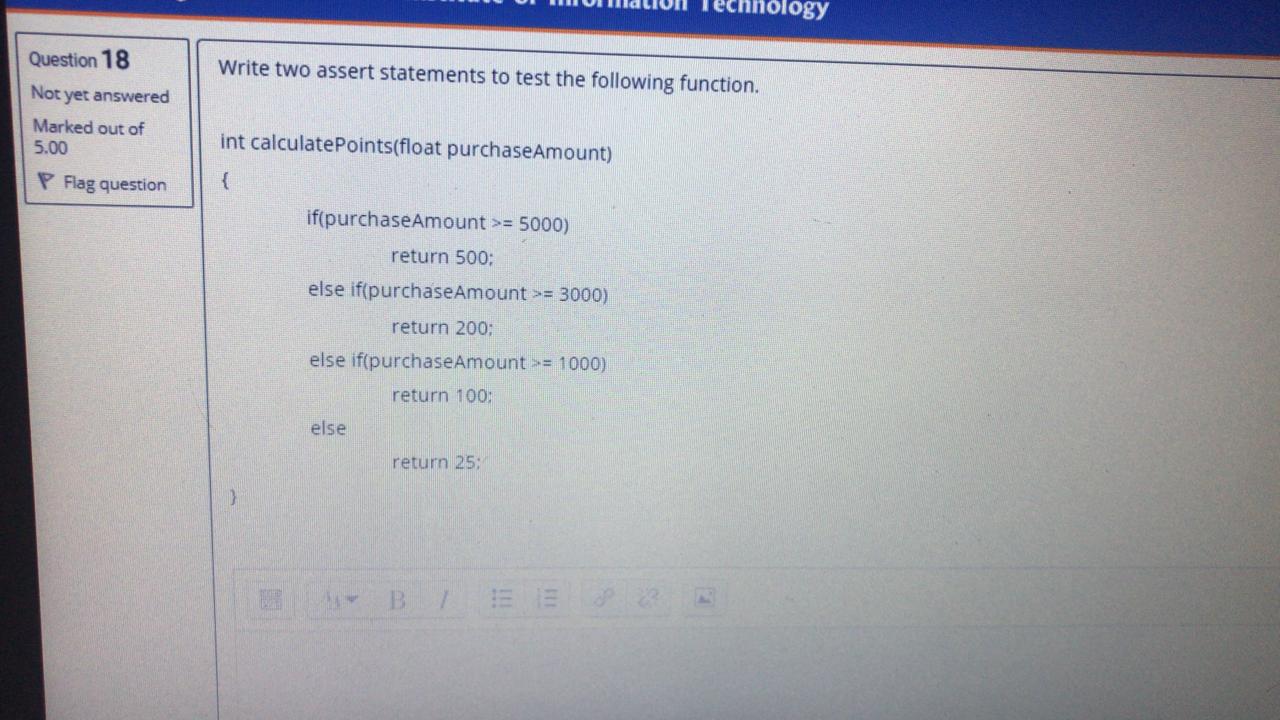 Information Technology
Question 18
Not yet answered
Marked out of
5.00
Flag question
Write two assert statements to test the following function.
int calculatePoints(float purchaseAmount)
{
if(purchaseAmount >= 5000)
return 500;
else if(purchaseAmount >= 3000)
return 200;
else if(purchaseAmount >= 1000)
return 100;
else
return 25;
}
B I